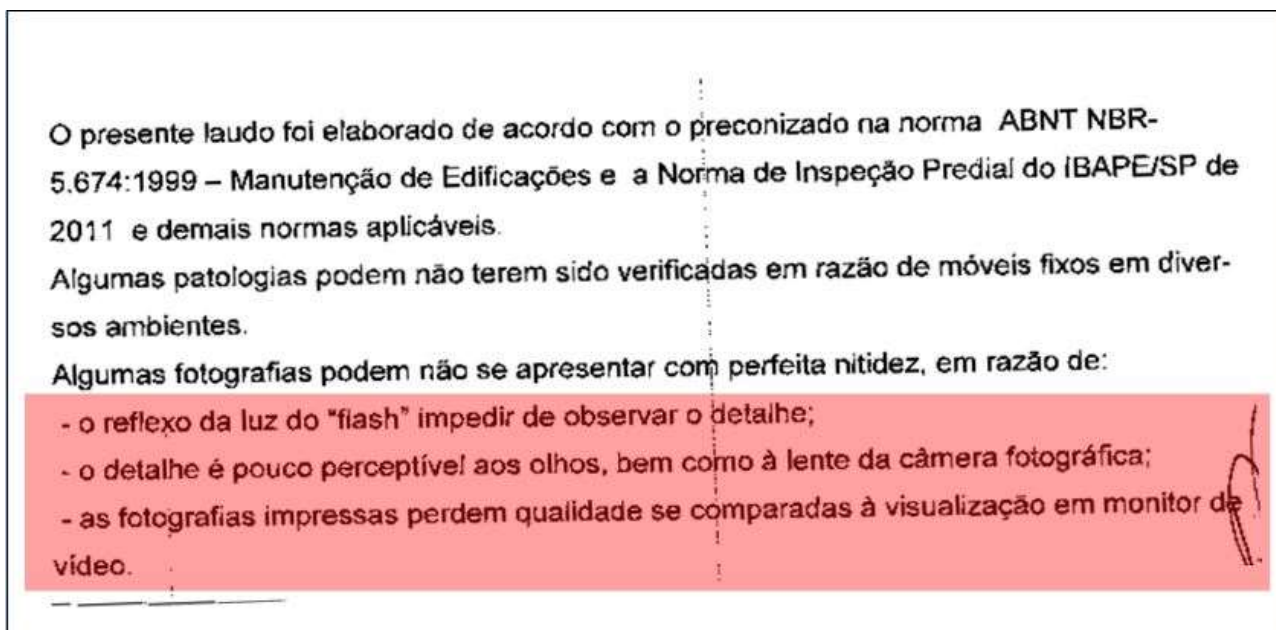 O presente laudo foi elaborado de acordo com o preconizado na norma ABNT NBR-
5.674:1999 – Manutenção de Edificações e a Norma de Inspeção Predial do IBAPE/SP de
2011 e demais normas aplicáveis.
Algumas patologias podem não terem sido verificadas em razão de móveis fixos em diver-
sos ambientes.
Algumas fotografias podem não se apresentar com perfeita nitidez, em razão de:
- o reflexo da luz do "flash" impedir de observar o detalhe;
- o detalhe é pouco perceptível aos olhos, bem como à lente da câmera fotográfica;
- as fotografias impressas perdem qualidade se comparadas à visualização em monitor de
vídeo.